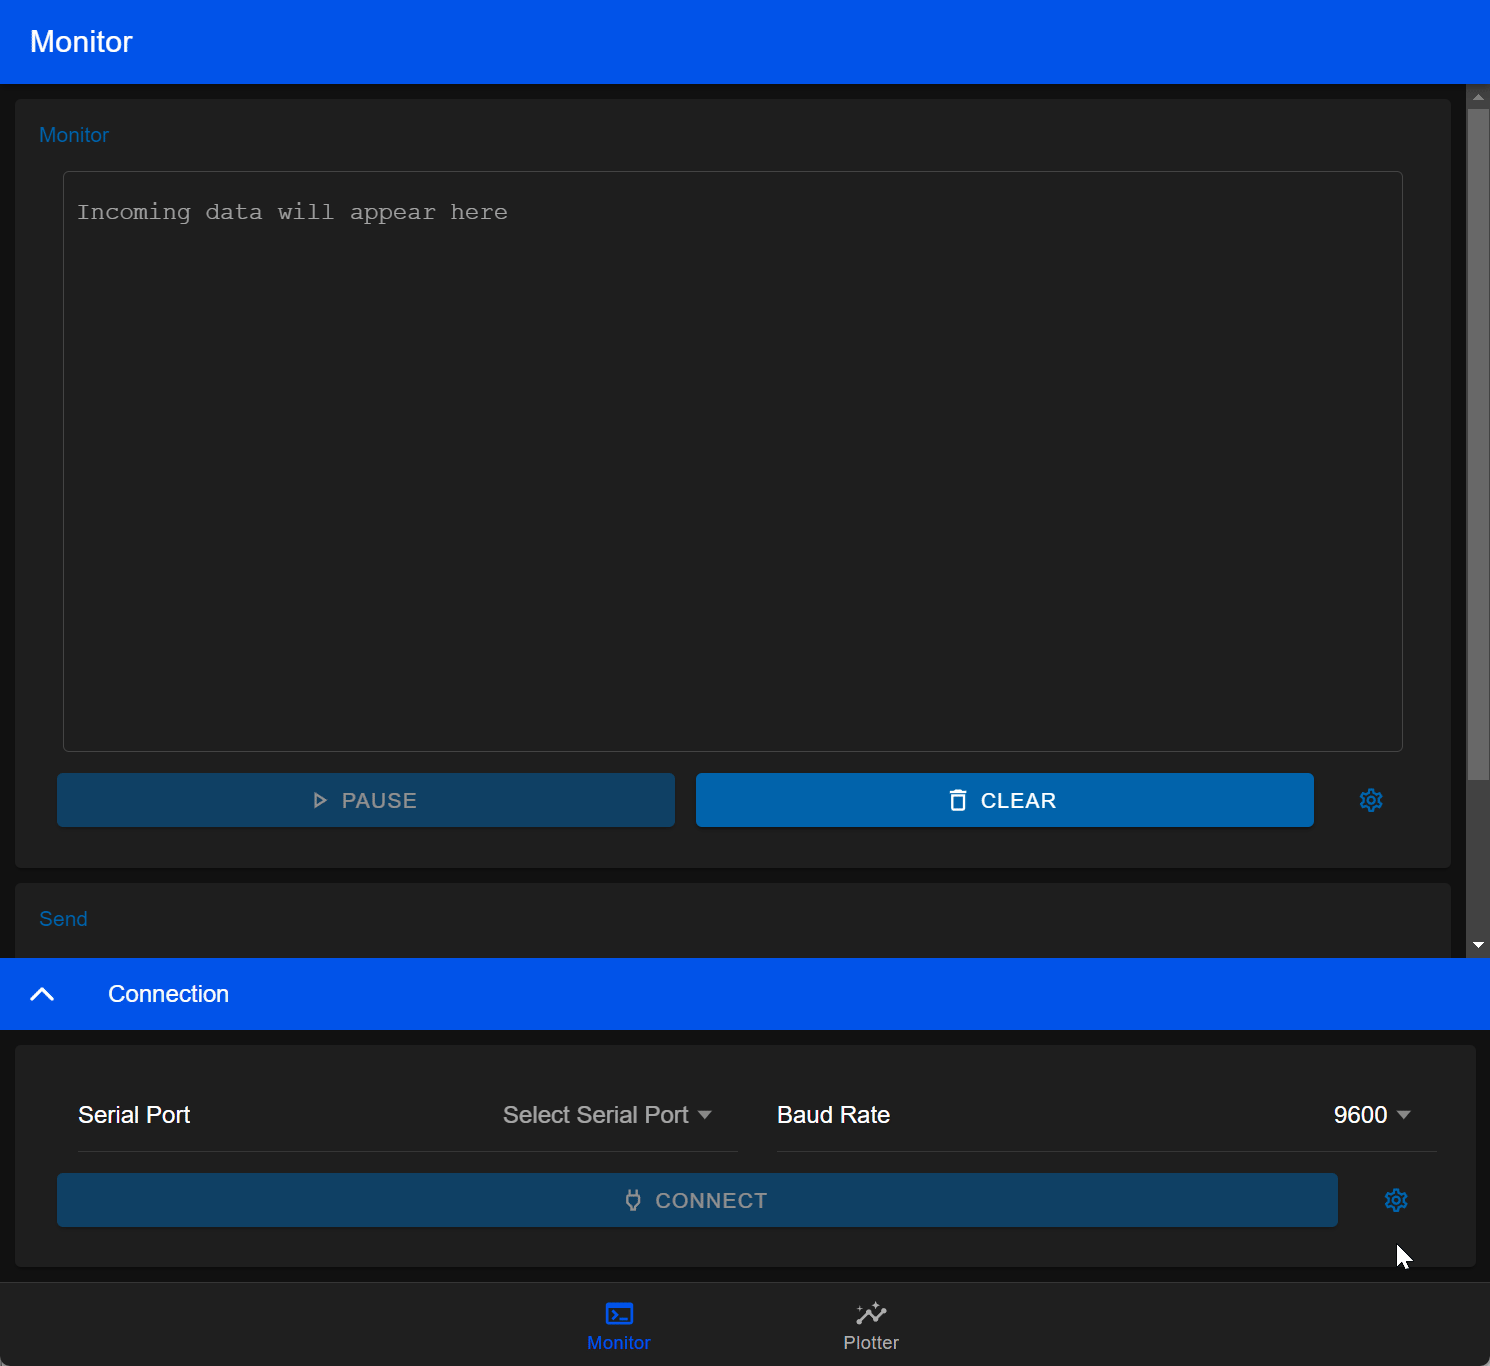 Monitor
Monitor
Incoming data will appear here
PAUSE
CLEAR
Send
Connection
Serial Port Select Serial Port Baud Rate 9600
CONNECT
Monitor Plotter